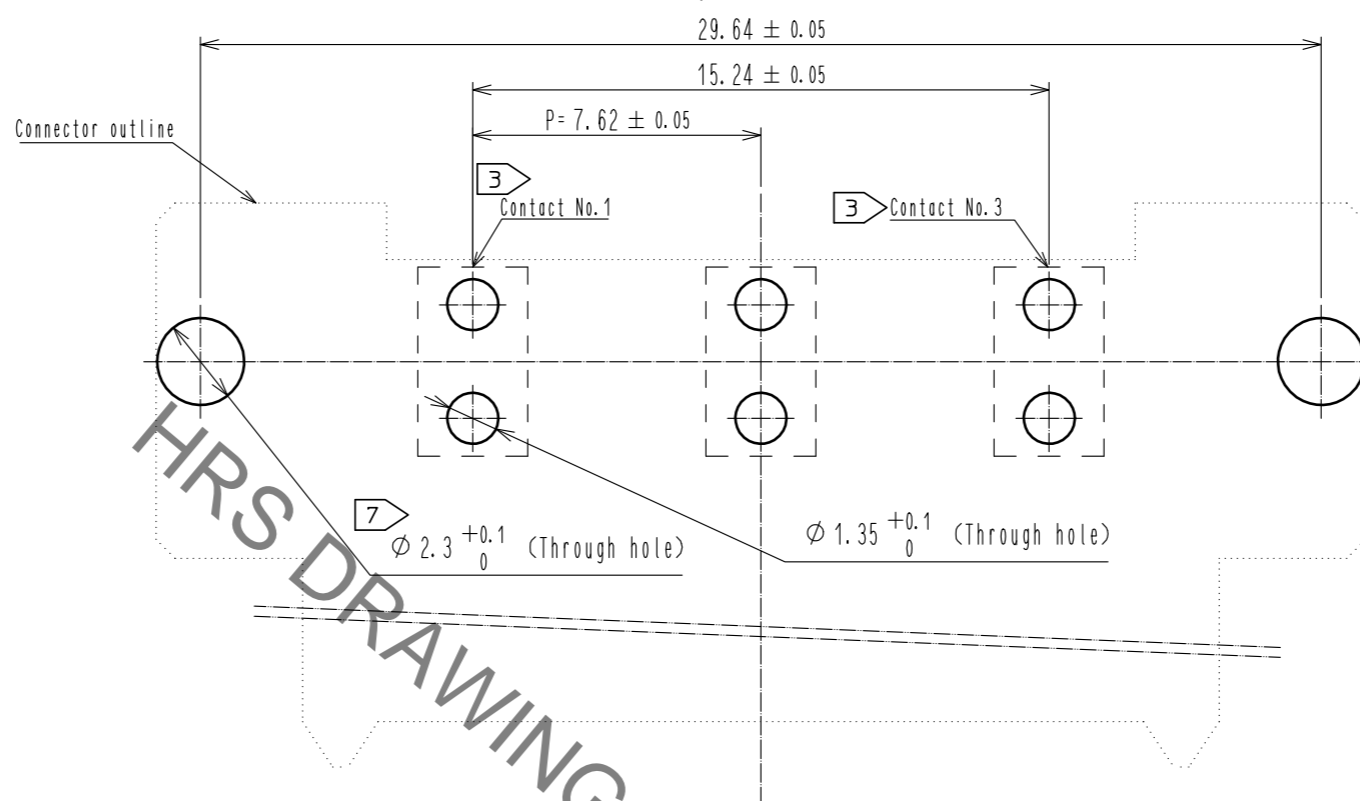 29.64 ± 0.05
15.24 ± 0.05
P= 7.62 ± 0.05
Connector outline
3
Contact No.1
3
Contact No.3
7
Ø 2.3 +0.1 0 (Through hole)
Ø 1.35 +0.1 0 (Through hole)
HRS DRAWING